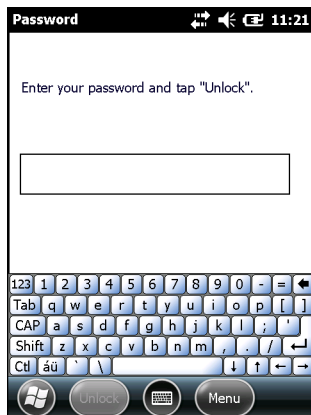 Password 11:21
Enter your password and tap "Unlock".
123 1 2 3 4 5 6 7 8 9 0 - =
Tab q w e r t y u i o p [ ]
CAP a s d f g h j k l ; '
Shift z x c v b n m , . /
Ctl áü ` \
Unlock Menu